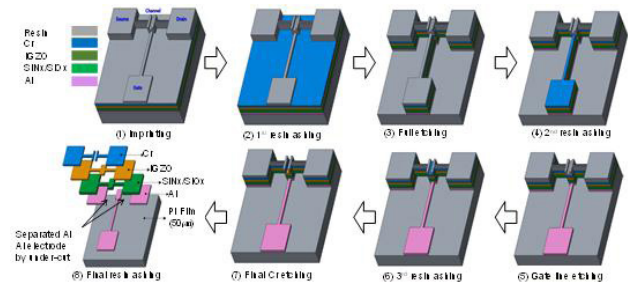 Resin
Cr
IGZO
SiNx/SiOx
Al
Source
Channel
Drain
Gate
(1) Imprinting
(2) 1st resin ashing
(3) Full etching
(4) 2nd resin ashing
Cr
IGZO
SiNx/SiOx
Al
PI Film
(50μm)
Separated Al
Al electrode
by under-cut
(8) Final resin ashing
(7) Final Cr etching
(6) 3rd resin ashing
(5) Gate line etching